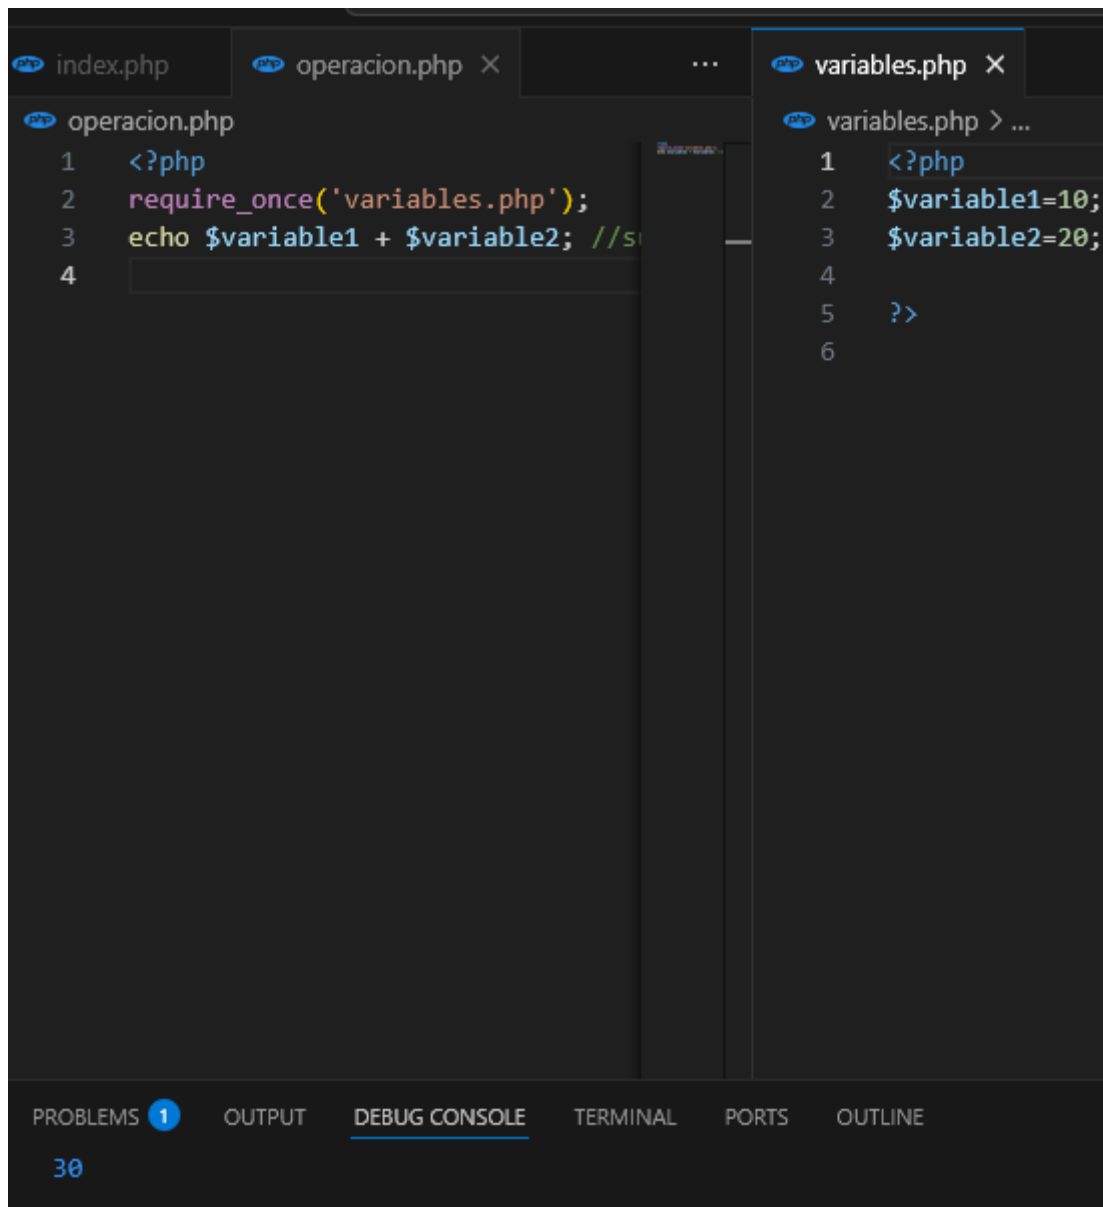 index.php
operacion.php
...
variables.php
operacion.php
variables.php > ...
1 <?php
2 require_once('variables.php');
3 echo $variable1 + $variable2; //su
4
1 <?php
2 $variable1=10;
3 $variable2=20;
4
5 ?>
6
PROBLEMS 1 OUTPUT DEBUG CONSOLE TERMINAL PORTS OUTLINE
30